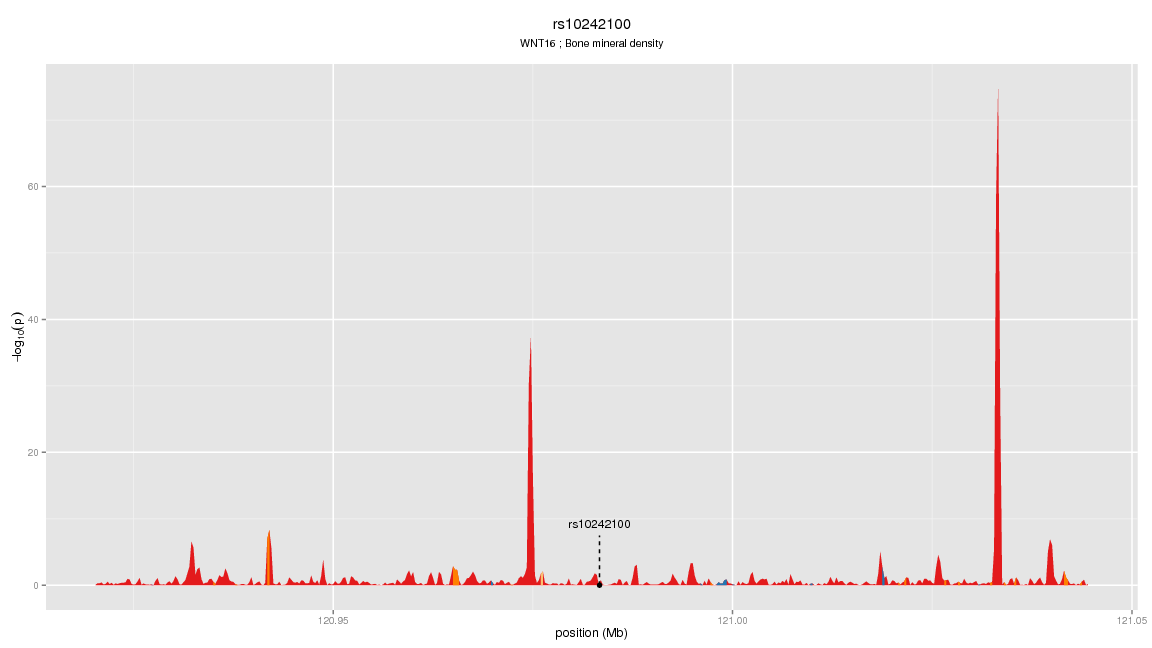 rs10242100
WNT16 ; Bone mineral density
−log10(p)
60
40
20
0
rs10242100
120.95
121.00
121.05
position (Mb)